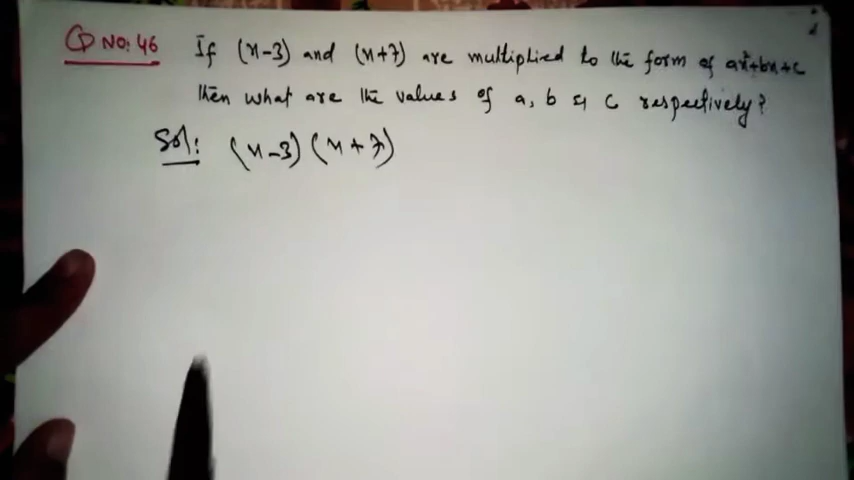 Q NO: 46 If (x-3) and (x+7) are multiplied to the form of ax²+bx+c
then what are the values of a, b & c respectively?
Sol: (x-3)(x+7)